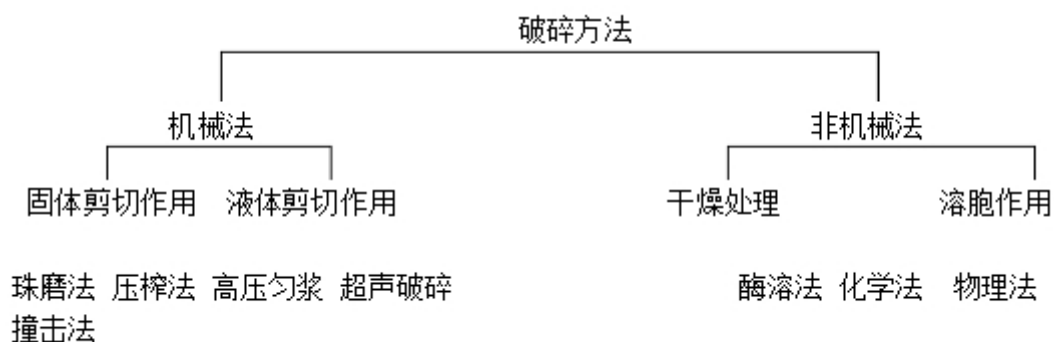 破碎方法
机械法 非机械法
固体剪切作用 液体剪切作用 干燥处理 溶胞作用
珠磨法 压榨法 高压匀浆 超声破碎 酶溶法 化学法 物理法
撞击法